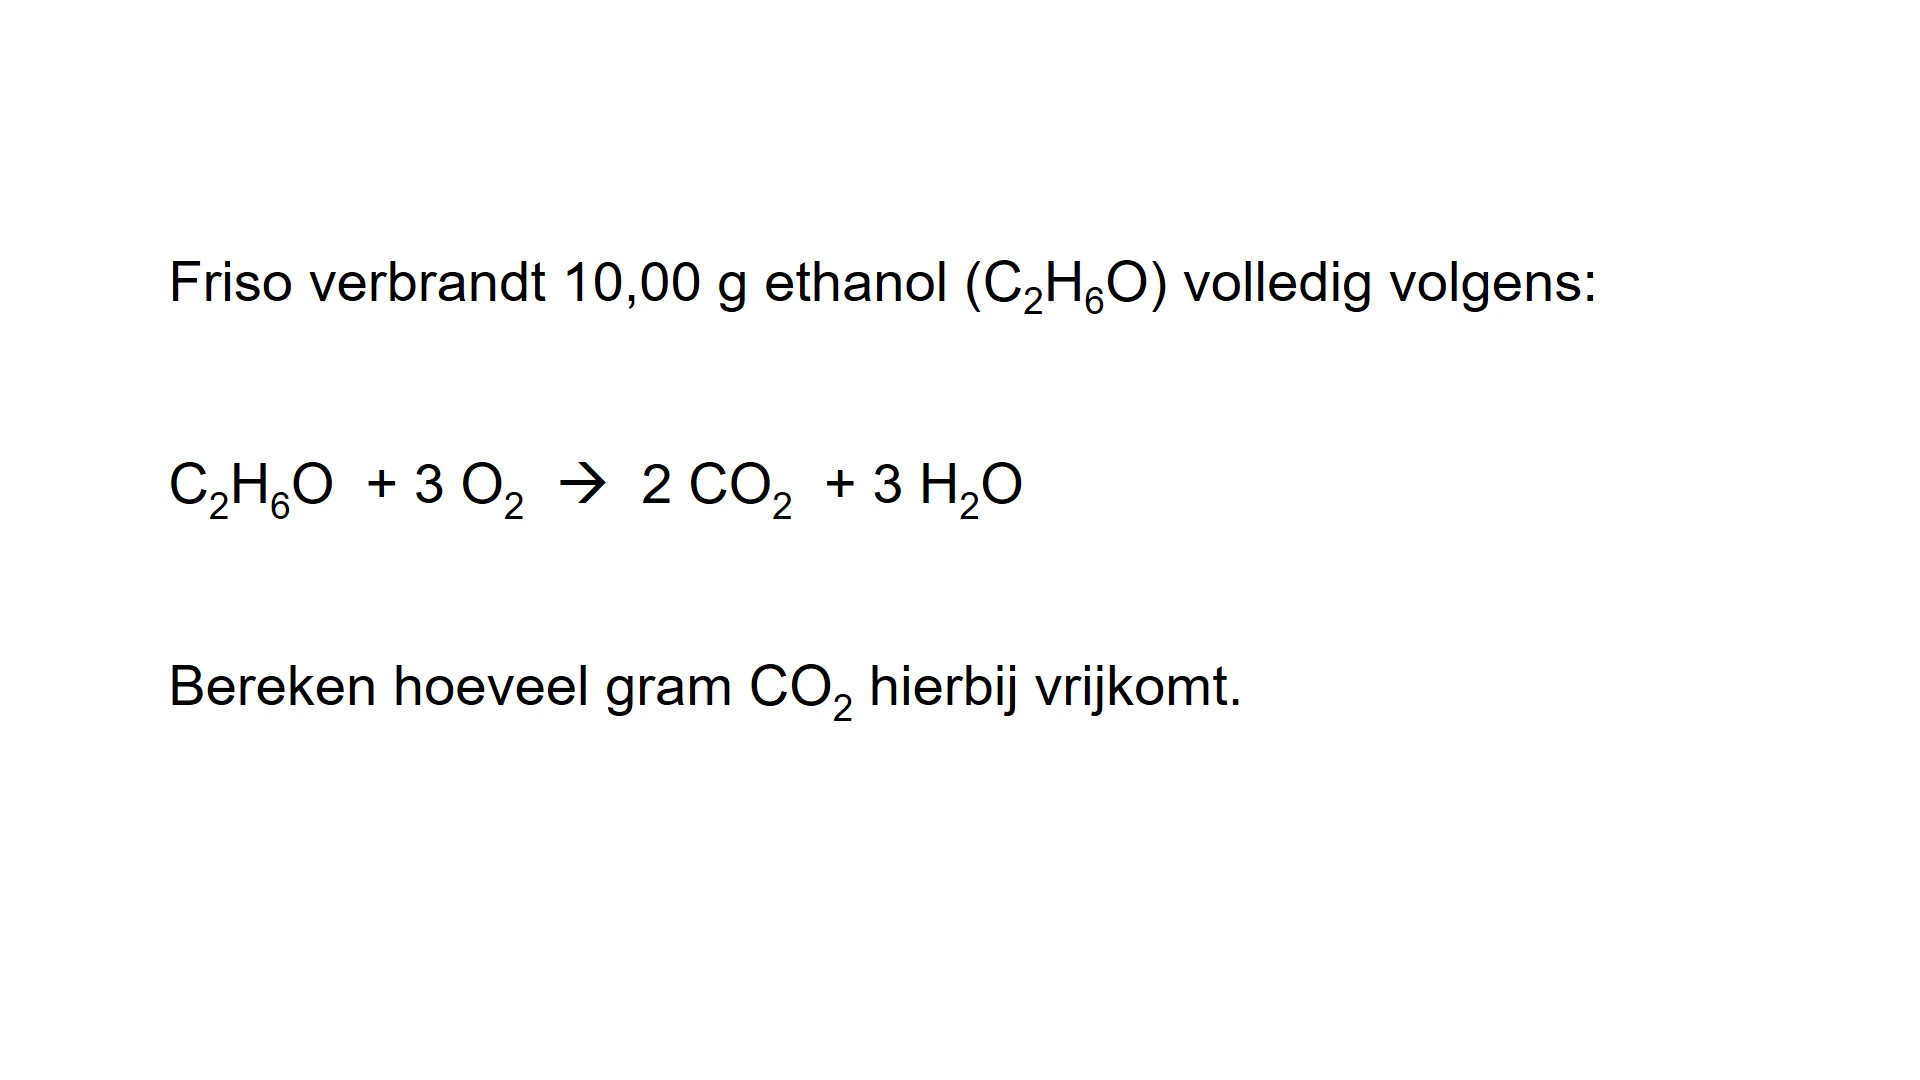 Friso verbrandt 10,00 g ethanol (C₂H₆O) volledig volgens:
C₂H₆O + 3 O₂ → 2 CO₂ + 3 H₂O
Bereken hoeveel gram CO₂ hierbij vrijkomt.